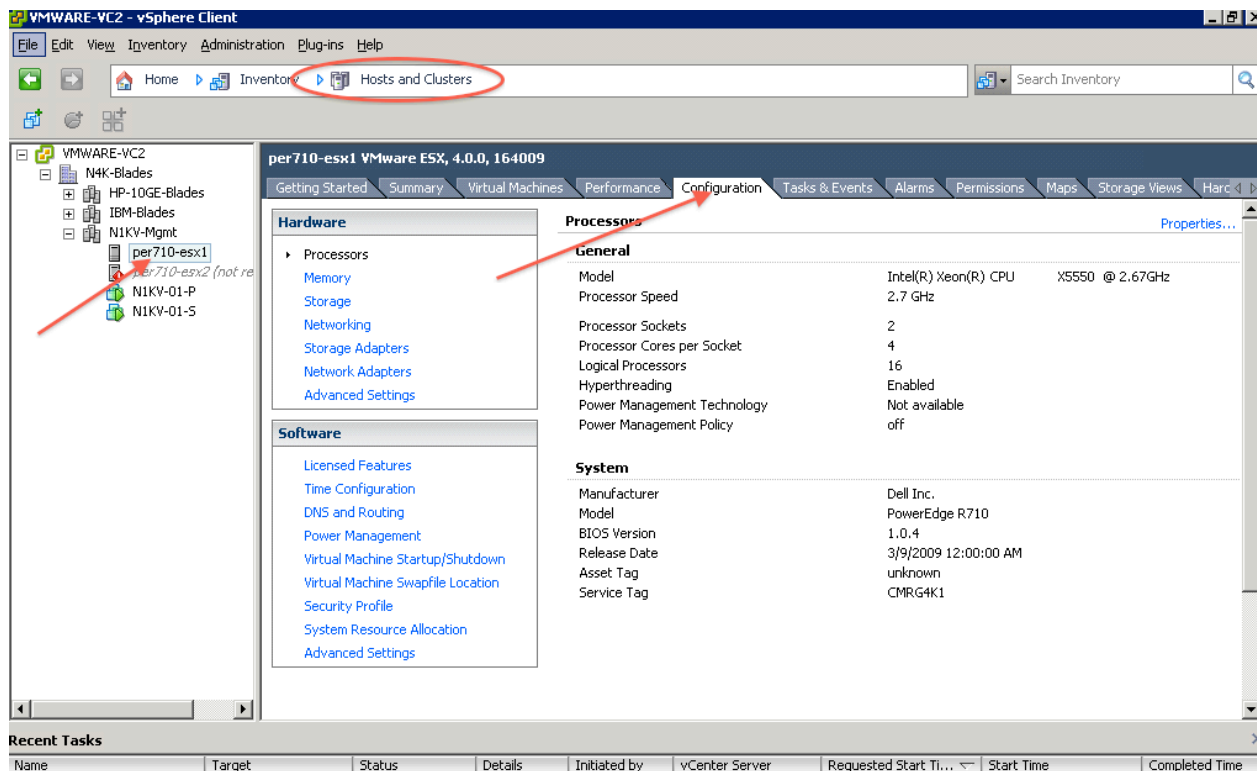 VMWARE-VC2 - vSphere Client
File Edit View Inventory Administration Plug-ins Help
Home Inventory Hosts and Clusters Search Inventory
VMWARE-VC2
N4K-Blades
HP-10GE-Blades
IBM-Blades
N1KV-Mgmt
per710-esx1
per710-esx2 (not re
N1KV-01-P
N1KV-01-S
per710-esx1 VMware ESX, 4.0.0, 164009
Getting Started Summary Virtual Machines Performance Configuration Tasks & Events Alarms Permissions Maps Storage Views Hard
Hardware
Processors
Memory
Storage
Networking
Storage Adapters
Network Adapters
Advanced Settings
Software
Licensed Features
Time Configuration
DNS and Routing
Power Management
Virtual Machine Startup/Shutdown
Virtual Machine Swapfile Location
Security Profile
System Resource Allocation
Advanced Settings
Processors Properties...
General
Model Intel(R) Xeon(R) CPU X5550 @ 2.67GHz
Processor Speed 2.7 GHz
Processor Sockets 2
Processor Cores per Socket 4
Logical Processors 16
Hyperthreading Enabled
Power Management Technology Not available
Power Management Policy off
System
Manufacturer Dell Inc.
Model PowerEdge R710
BIOS Version 1.0.4
Release Date 3/9/2009 12:00:00 AM
Asset Tag unknown
Service Tag CMRG4K1
Recent Tasks
Name Target Status Details Initiated by vCenter Server Requested Start Ti... Start Time Completed Time